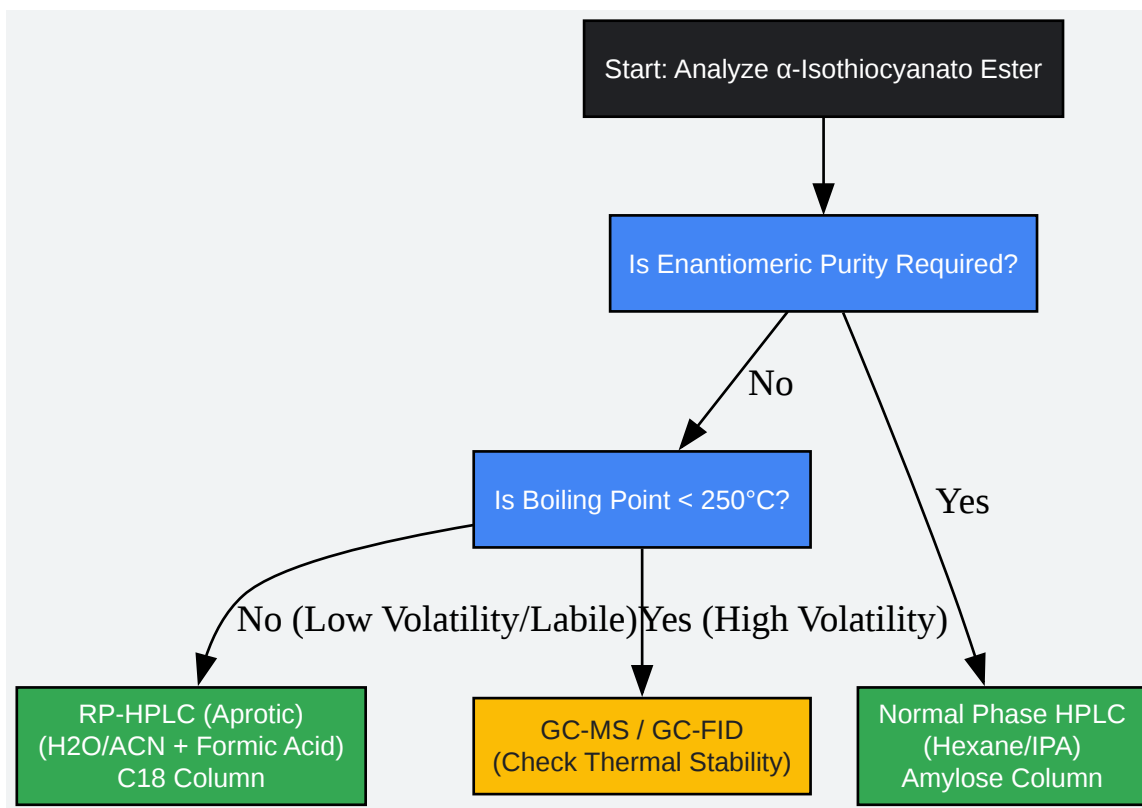 Start: Analyze α-Isothiocyanato Ester
Is Enantiomeric Purity Required?
No
Yes
Is Boiling Point < 250°C?
No (Low Volatility/Labile)
Yes (High Volatility)
RP-HPLC (Aprotic)
(H2O/ACN + Formic Acid)
C18 Column
GC-MS / GC-FID
(Check Thermal Stability)
Normal Phase HPLC
(Hexane/IPA)
Amylose Column